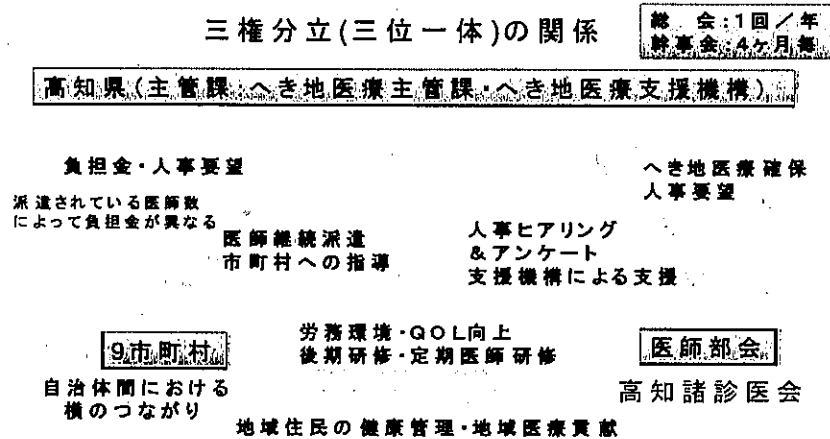 三権分立(三位一体)の関係
総　会:1回／年
幹事会:4ヶ月毎
高知県(主管課:へき地医療主管課・へき地医療支援機構)
負担金・人事要望
派遣されている医師数
によって負担金が異なる
へき地医療確保
人事要望
医師継続派遣
市町村への指導
人事ヒアリング
&アンケート
支援機構による支援
労務環境・QOL向上
後期研修・定期医師研修
9市町村
自治体間における
横のつながり
医師部会
高知諸診医会
地域住民の健康管理・地域医療貢献